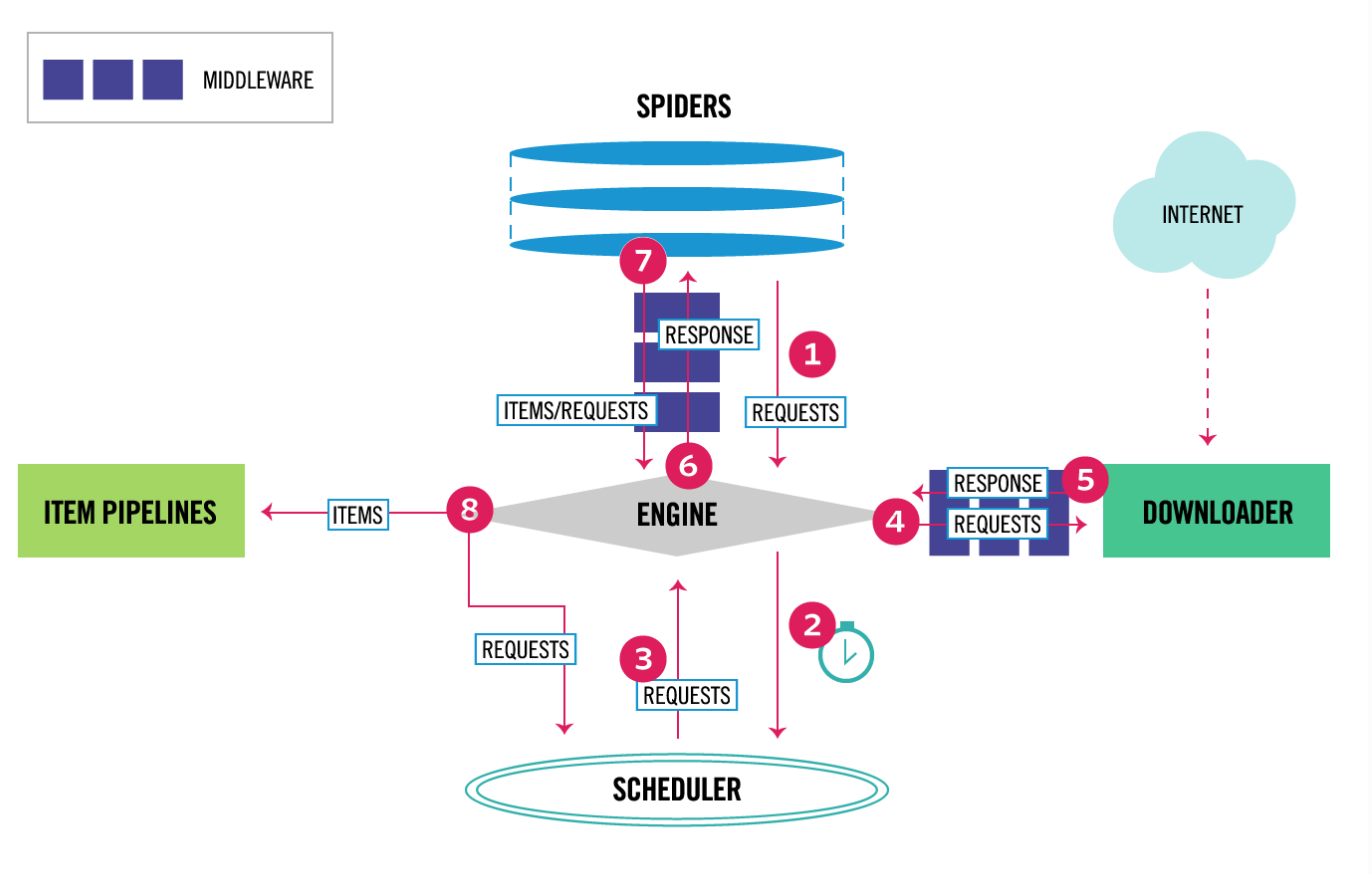 MIDDLEWARE
SPIDERS
INTERNET
7
RESPONSE
1
ITEMS/REQUESTS
REQUESTS
6
ITEM PIPELINES
ITEMS
8
ENGINE
4
RESPONSE
5
REQUESTS
DOWNLOADER
2
REQUESTS
3
REQUESTS
SCHEDULER